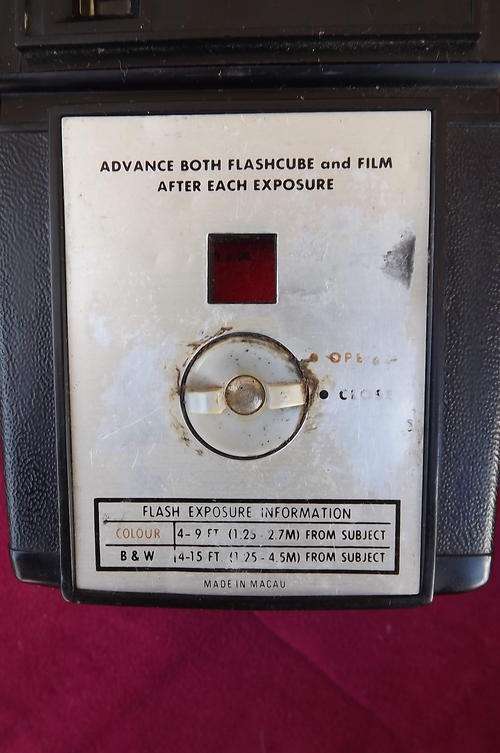 ADVANCE BOTH FLASHCUBE and FILM
AFTER EACH EXPOSURE
FLASH EXPOSURE INFORMATION
COLOUR 4-9 FT (1.25 - 2.7M) FROM SUBJECT
B & W 4-15 FT (1.25 - 4.5M) FROM SUBJECT
MADE IN MACAU